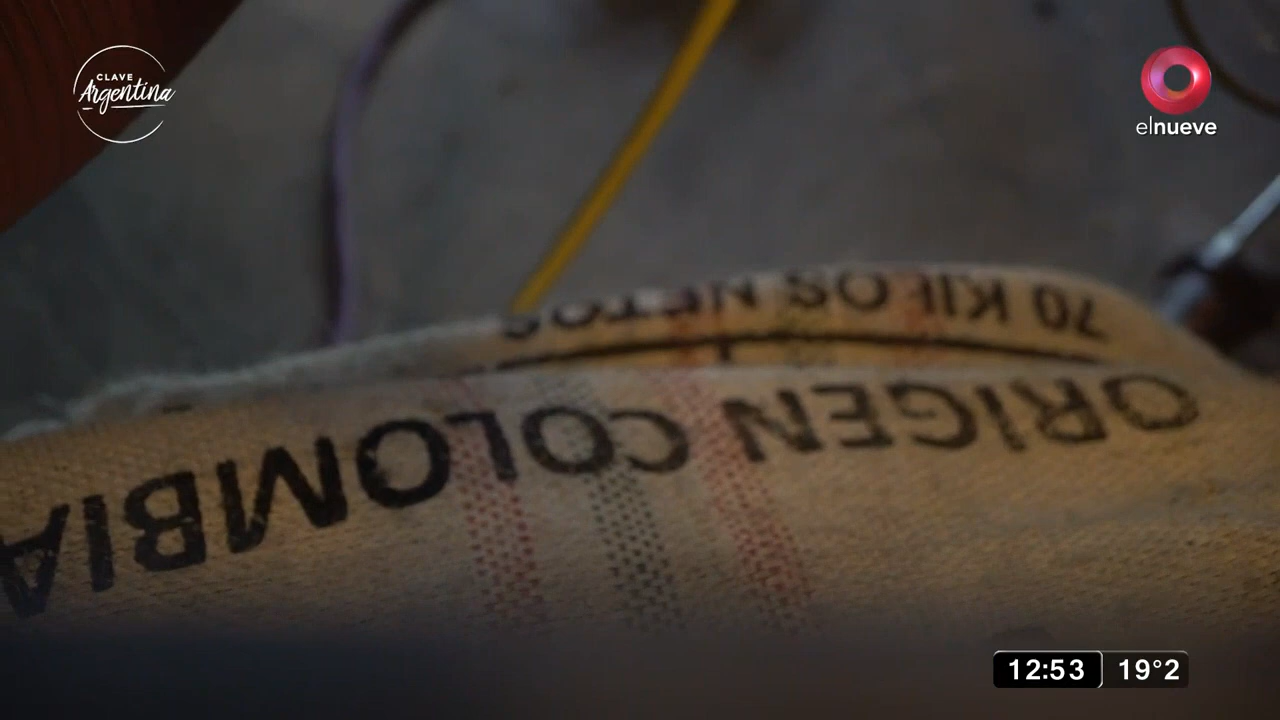 CLAVE
Argentina
elnueve
70 KILOS NETOS
ORIGEN COLOMBIA
12:53 19°2